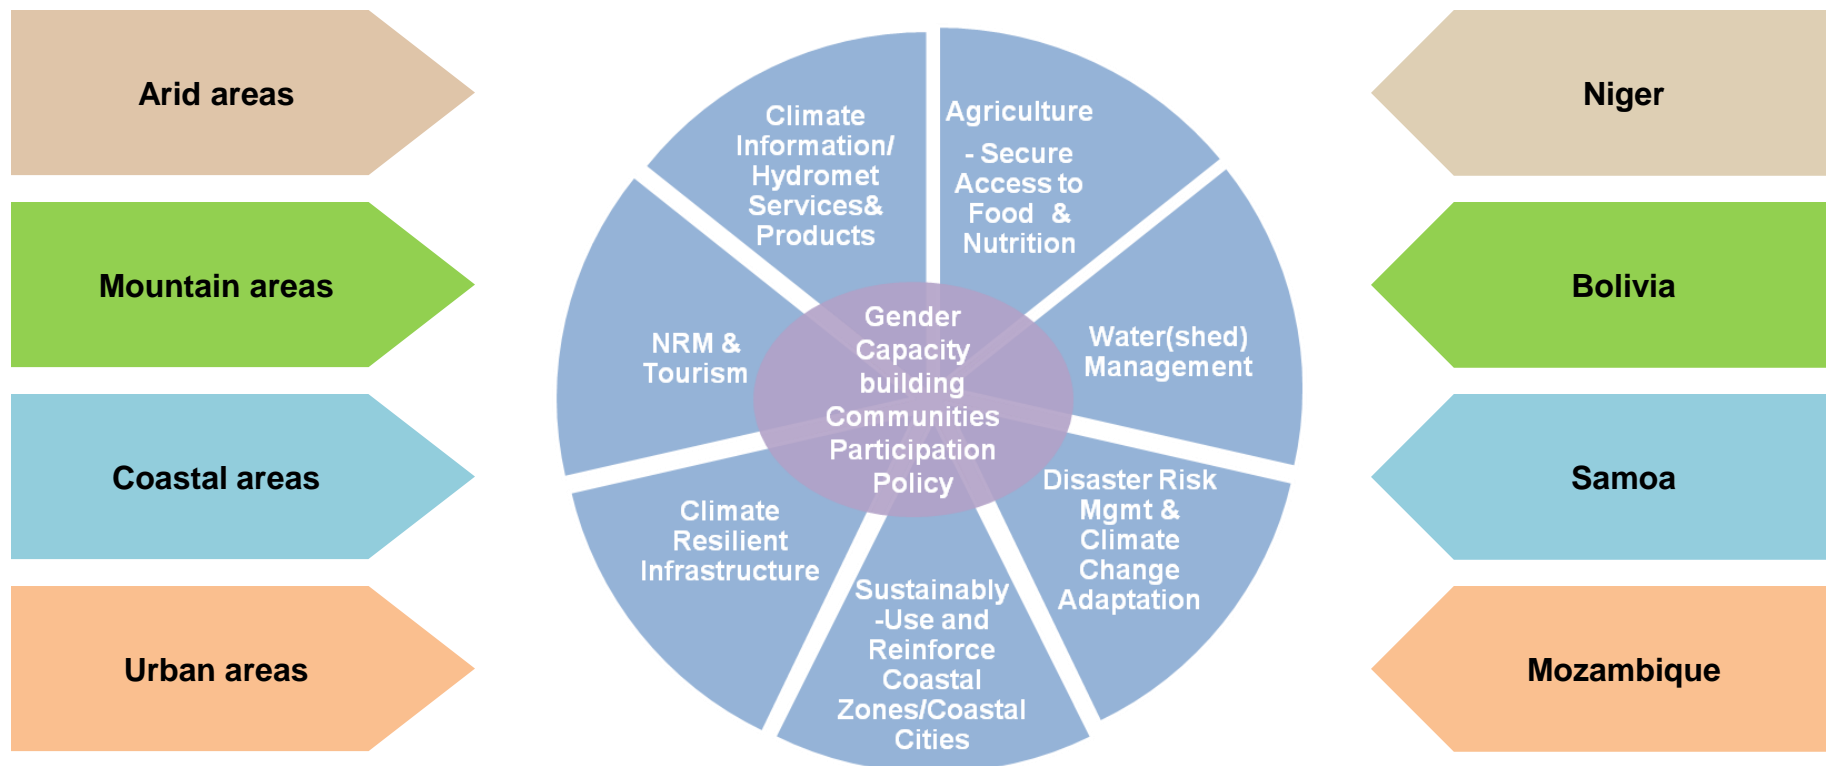 Arid areas
Mountain areas
Coastal areas
Urban areas
Climate
Information/
Hydromet
Services&
Products
Agriculture
- Secure
Access to
Food &
Nutrition
NRM &
Tourism
Gender
Capacity
building
Communities
Participation
Policy
Water(shed)
Management
Climate
Resilient
Infrastructure
Sustainably
-Use and
Reinforce
Coastal
Zones/Coastal
Cities
Disaster Risk
Mgmt &
Climate
Change
Adaptation
Niger
Bolivia
Samoa
Mozambique